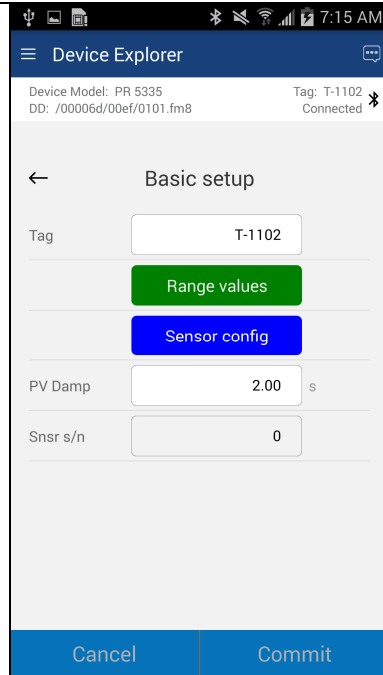 7:15 AM
Device Explorer
Device Model: PR 5335
Tag: T-1102
DD: /00006d/00ef/0101.fm8
Connected
Basic setup
Tag
T-1102
Range values
Sensor config
PV Damp
2.00
s
Snsr s/n
0
Cancel
Commit